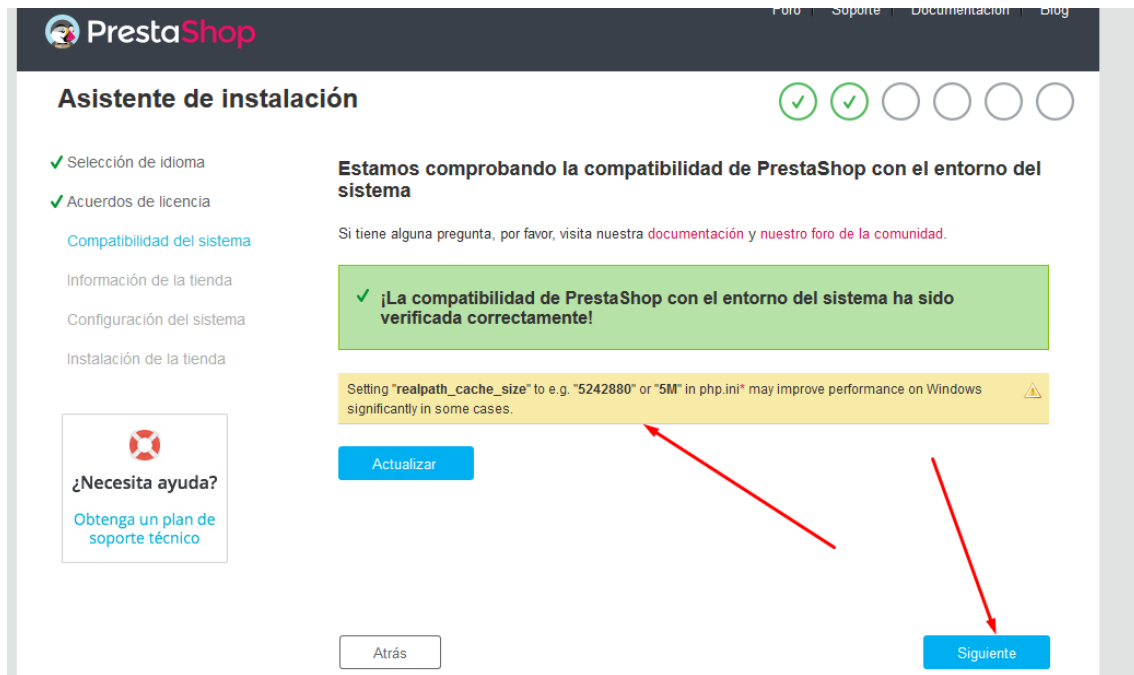 Foro Soporte Documentación Blog
PrestaShop
Asistente de instalación
Selección de idioma
Acuerdos de licencia
Compatibilidad del sistema
Información de la tienda
Configuración del sistema
Instalación de la tienda
¿Necesita ayuda?
Obtenga un plan de
soporte técnico
Estamos comprobando la compatibilidad de PrestaShop con el entorno del
sistema
Si tiene alguna pregunta, por favor, visita nuestra documentación y nuestro foro de la comunidad.
¡La compatibilidad de PrestaShop con el entorno del sistema ha sido
verificada correctamente!
Setting "realpath_cache_size" to e.g. "5242880" or "5M" in php.ini* may improve performance on Windows
significantly in some cases.
Actualizar
Atrás
Siguiente